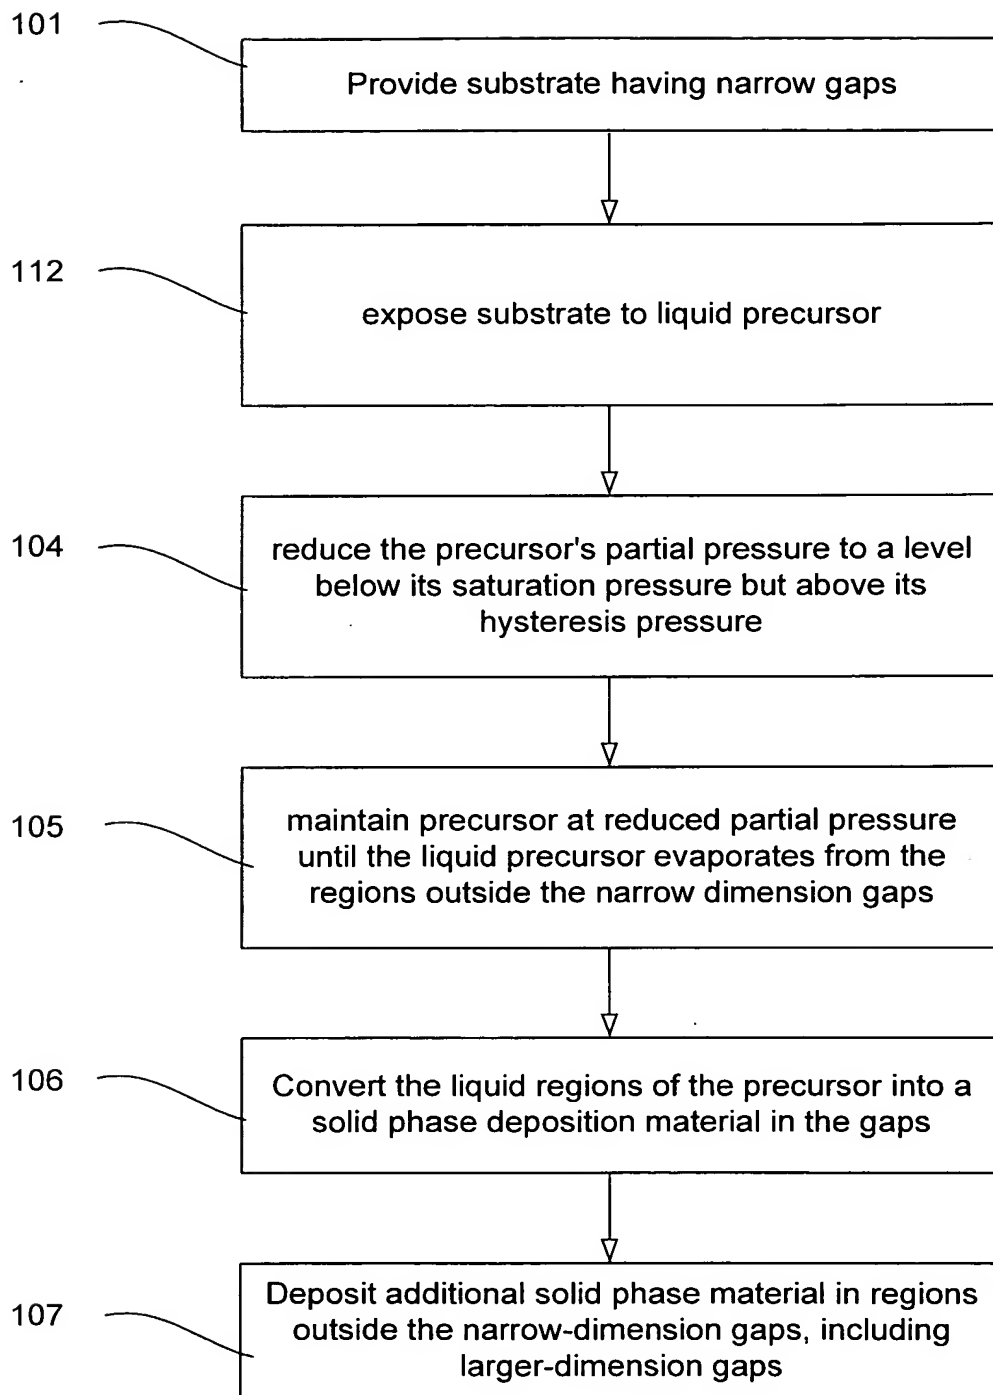 101
Provide substrate having narrow gaps
112
expose substrate to liquid precursor
104
reduce the precursor's partial pressure to a level
below its saturation pressure but above its
hysteresis pressure
105
maintain precursor at reduced partial pressure
until the liquid precursor evaporates from the
regions outside the narrow dimension gaps
106
Convert the liquid regions of the precursor into a
solid phase deposition material in the gaps
107
Deposit additional solid phase material in regions
outside the narrow-dimension gaps, including
larger-dimension gaps